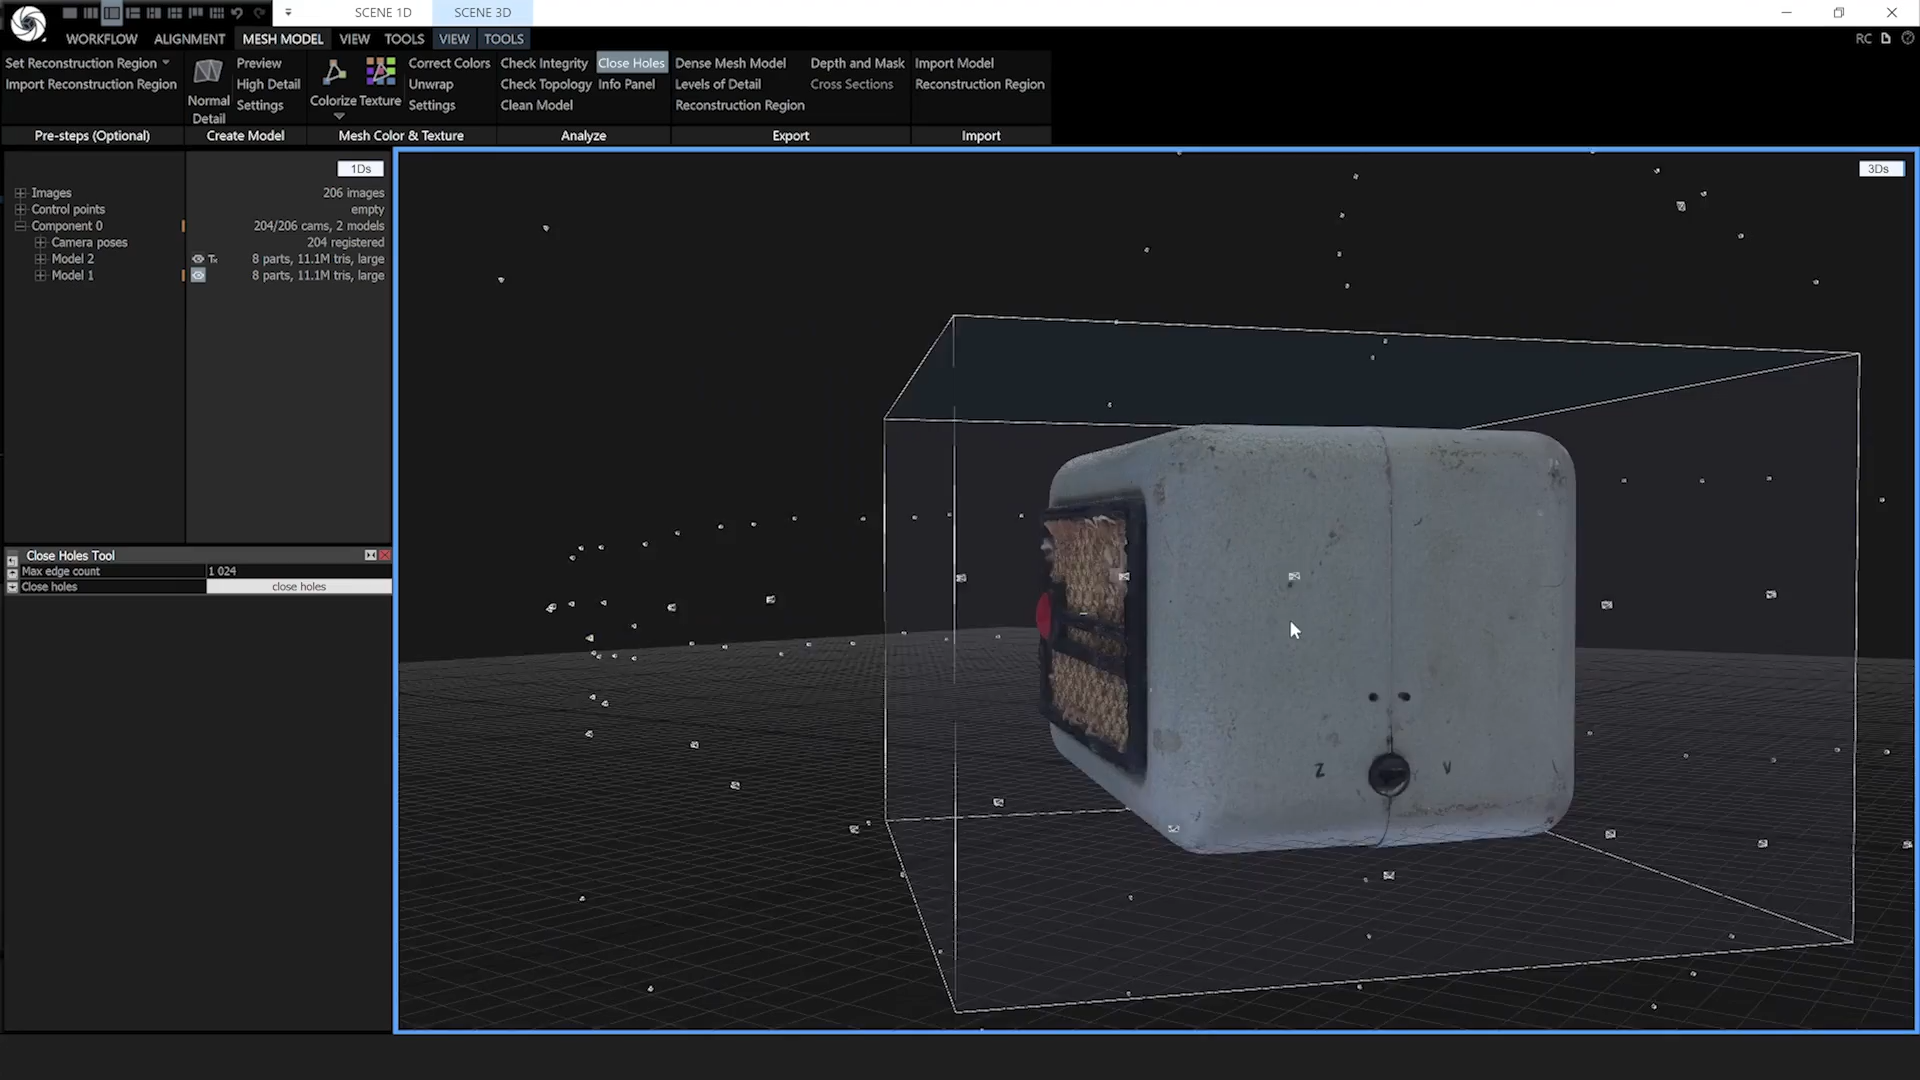 SCENE 1D SCENE 3D
WORKFLOW ALIGNMENT MESH MODEL VIEW TOOLS VIEW TOOLS RC
Set Reconstruction Region
Import Reconstruction Region
Pre-steps (Optional)
Normal
Detail
Preview
High Detail
Settings
Create Model
Colorize Texture
Correct Colors
Unwrap
Settings
Mesh Color & Texture
Check Integrity Close Holes
Check Topology Info Panel
Clean Model
Analyze
Dense Mesh Model Depth and Mask
Levels of Detail Cross Sections
Reconstruction Region
Export
Import Model
Reconstruction Region
Import
1Ds
Images 206 images
Control points empty
Component 0 204/206 cams, 2 models
Camera poses 204 registered
Model 2 8 parts, 11.1M tris, large
Model 1 8 parts, 11.1M tris, large
Close Holes Tool
Max edge count 1 024
Close holes close holes
3Ds
Z V